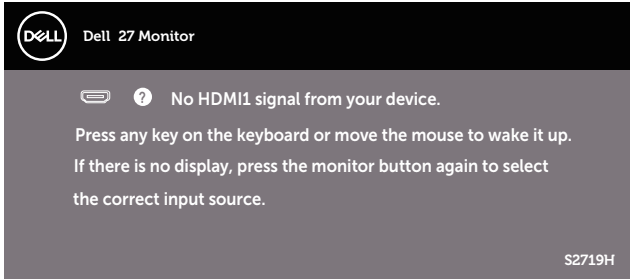 DELL
Dell 27 Monitor
? No HDMI1 signal from your device.
Press any key on the keyboard or move the mouse to wake it up.
If there is no display, press the monitor button again to select
the correct input source.
S2719H